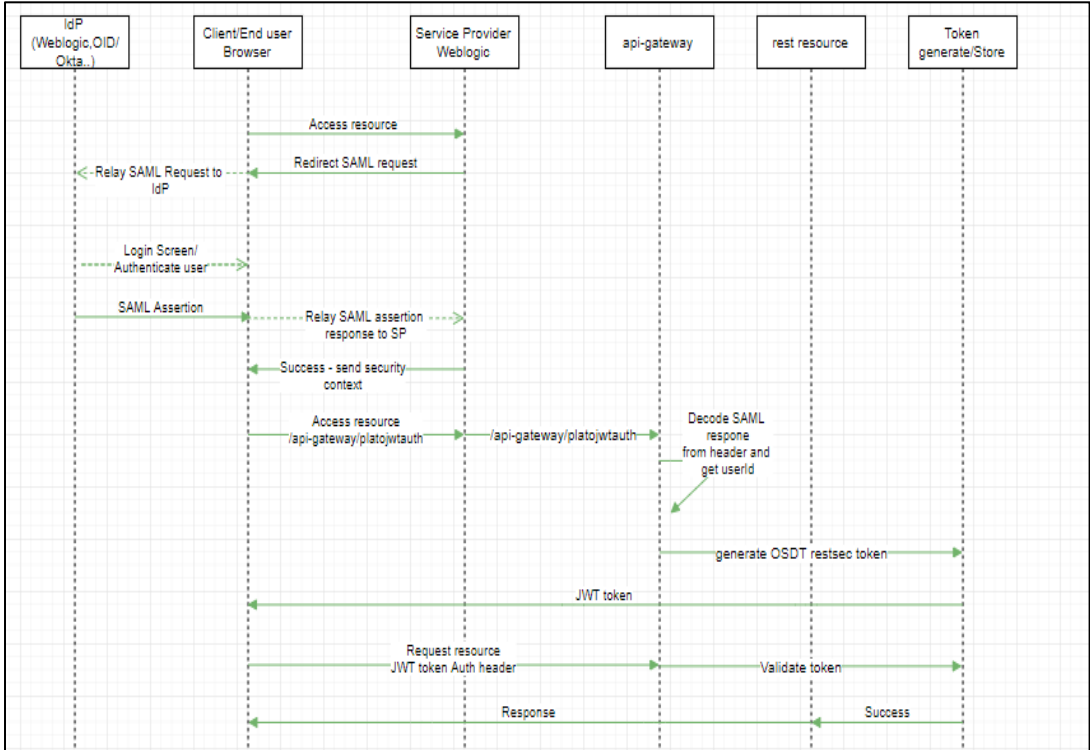 IdP
(Weblogic,OID/
Okta..)
Client/End user
Browser
Service Provider
Weblogic
api-gateway
rest resource
Token
generate/Store
Access resource
Redirect SAML request
Relay SAML Request to
IdP
Login Screen/
Authenticate user
SAML Assertion
Relay SAML assertion
response to SP
Success - send security
context
Access resource
/api-gateway/platojwtauth
/api-gateway/platojwtauth
Decode SAML
respone
from header and
get userId
generate OSDT restsec token
JWT token
Request resource
JWT token Auth header
Validate token
Response
Success